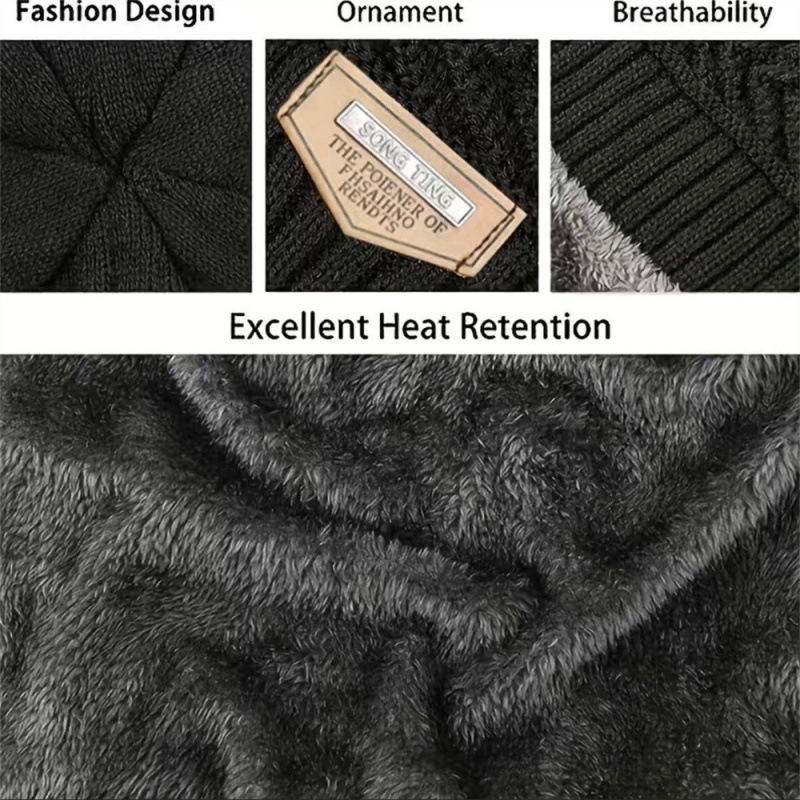 Fashion Design
Ornament
Breathability
SONG TING
THE POIENER OF
FHSAIHNO
RENDTS
Excellent Heat Retention